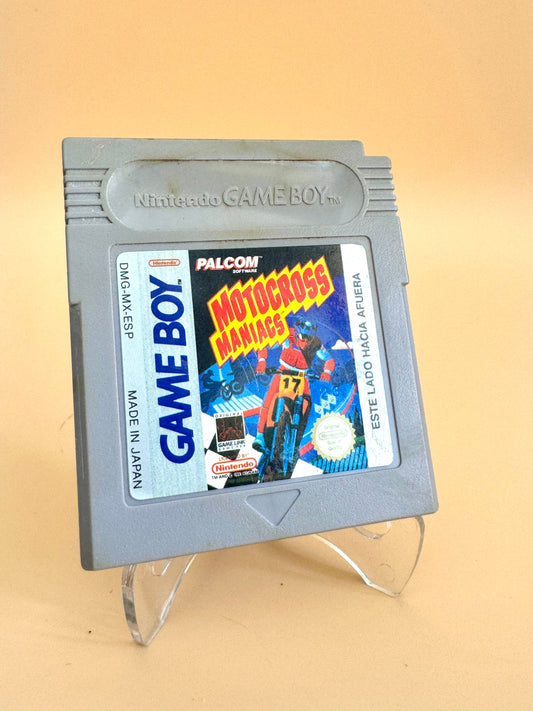 Nintendo GAME BOY TM
Nintendo
GAME BOY
DMG-MX-ESP
MADE IN JAPAN
PALCOM
SOFTWARE
MOTOCROSS
MANIACS
17
ORIGINAL
GAME LINK
Nintendo
ESTE LADO HACIA AFUERA